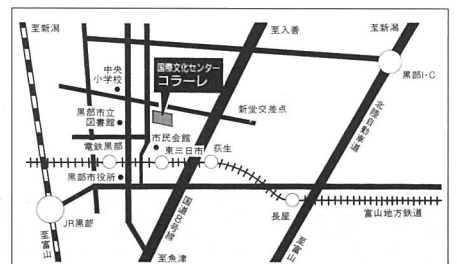 至新潟
至入善
至新潟
中央
小学校
国際文化センター
コラーレ
黒部I・C
黒部市立
図書館
新堂交差点
北陸自動車道
市民会館
電鉄黒部
東三日市
荻生
黒部市役所
国道8号線
長屋
富山地方鉄道
JR黒部
至富山
至魚津
至富山